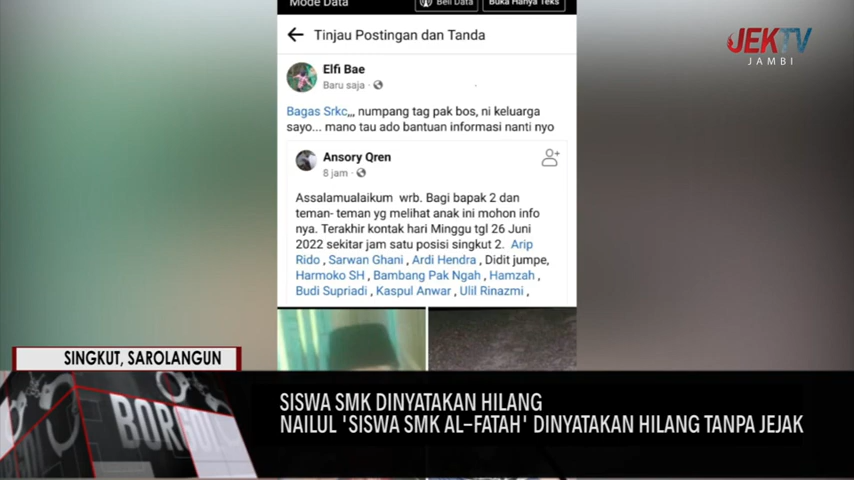 Mode Data
Beli Data
Buka Hanya Teks
Tinjau Postingan dan Tanda
JEKTV
JAMBI
Elfi Bae
Baru saja
Bagas Srkc,,, numpang tag pak bos, ni keluarga
sayo... mano tau ado bantuan informasi nanti nyo
Ansory Qren
8 jam
Assalamualaikum wrb. Bagi bapak 2 dan
teman- teman yg melihat anak ini mohon info
nya. Terakhir kontak hari Minggu tgl 26 Juni
2022 sekitar jam satu posisi singkut 2. Arip
Rido , Sarwan Ghani , Ardi Hendra , Didit jumpe,
Harmoko SH , Bambang Pak Ngah , Hamzah ,
Budi Supriadi , Kaspul Anwar , Ulil Rinazmi ,
SINGKUT, SAROLANGUN
BORGOL
SISWA SMK DINYATAKAN HILANG
NAILUL 'SISWA SMK AL-FATAH' DINYATAKAN HILANG TANPA JEJAK